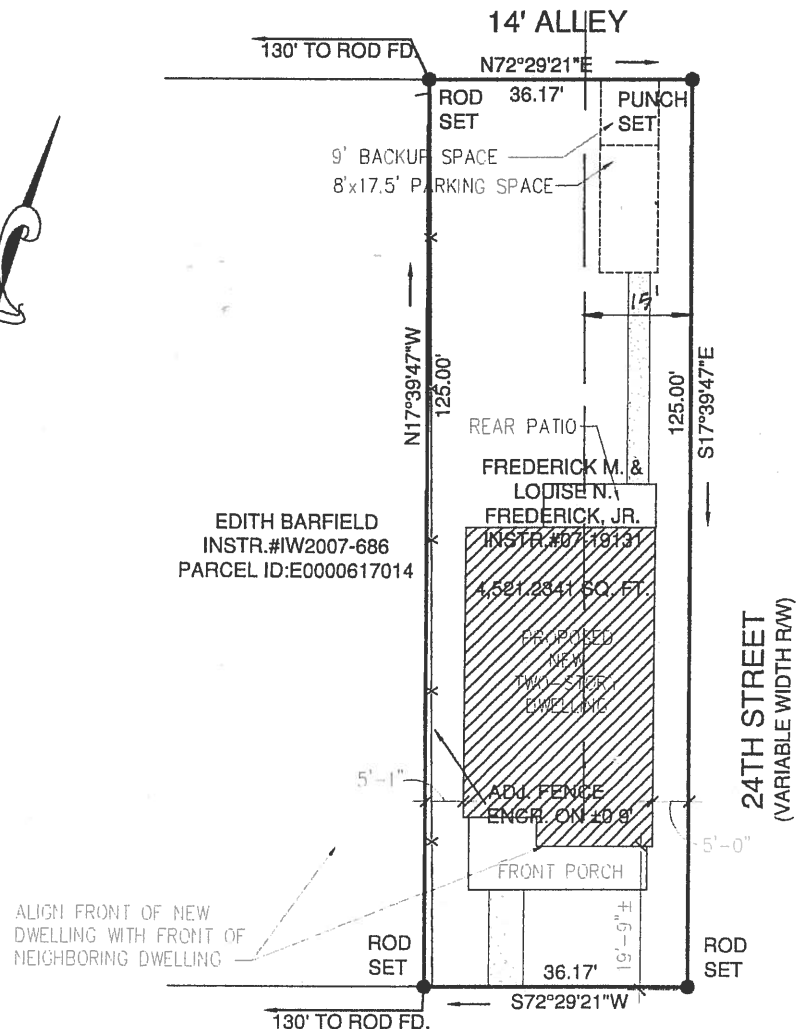 14' ALLEY
130' TO ROD FD.
N72°29'21"E
ROD
SET
36.17'
PUNCH
SET
9' BACKUP SPACE
8'x17.5' PARKING SPACE
15'
N17°39'47"W
125.00'
125.00'
S17°39'47"E
REAR PATIO
FREDERICK M. &
LOUISE N.
FREDERICK, JR.
INSTR.#07-19131
4,521.2341 SQ. FT.
EDITH BARFIELD
INSTR.#IW2007-686
PARCEL ID:E0000617014
PROPOSED
NEW
TWO-STORY
DWELLING
24TH STREET
(VARIABLE WIDTH R/W)
5'-1"
ADJ. FENCE
ENCR. ON ±0.9'
5'-0"
FRONT PORCH
ALIGN FRONT OF NEW
DWELLING WITH FRONT OF
NEIGHBORING DWELLING
19'-9"±
ROD
SET
ROD
SET
36.17'
S72°29'21"W
130' TO ROD FD.